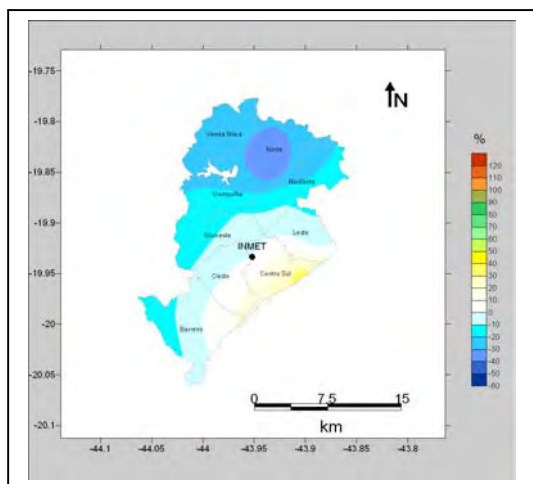 -19.75
N
-19.8
Venda Nova
%
Norte
120
110
-19.85
100
Nordeste
90
Pampulha
80
70
-19.9
60
Noroeste
Leste
50
INMET
40
30
-19.95
Oeste
Centro Sul
20
10
0
-20
-10
Barreiro
-20
-30
-40
-20.05
-50
-60
0 7.5 15
-20.1
km
-44.1 -44.05 -44 -43.95 -43.9 -43.85 -43.8